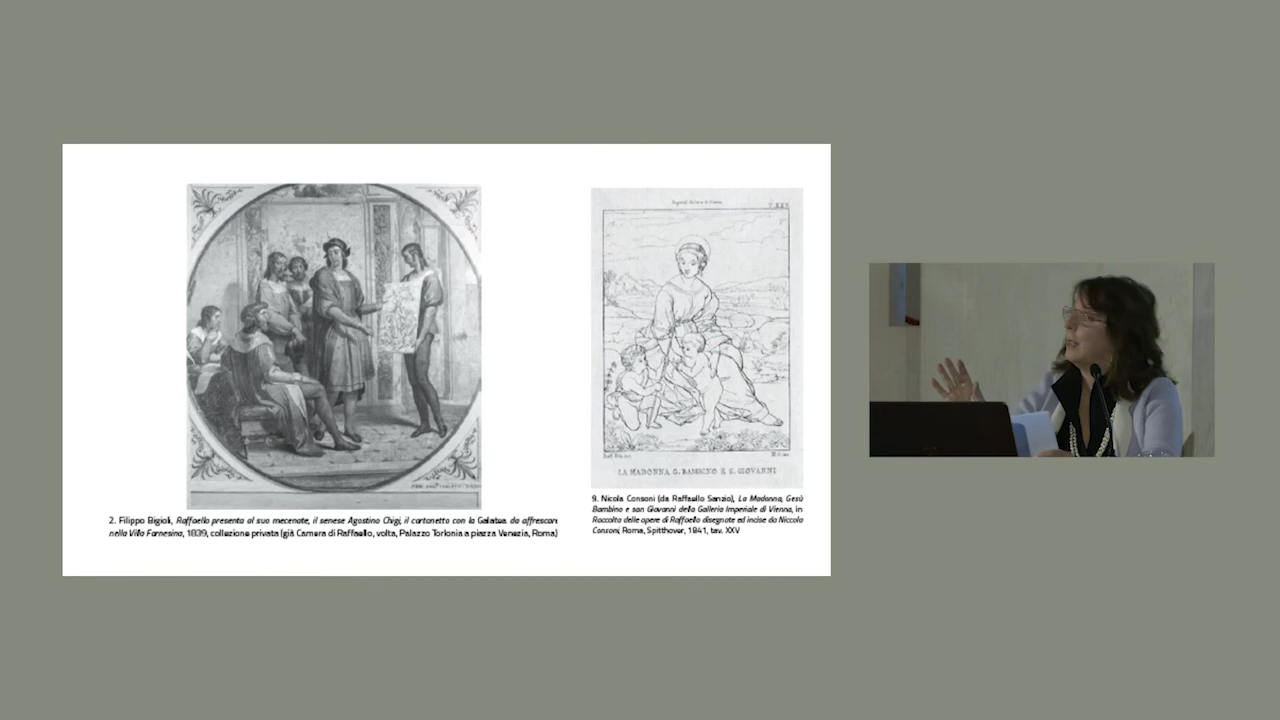 T. XXV.
LA MADONNA G. BAMBINO E S. GIOVANNI
2. Filippo Bigioli, Raffaello presenta al suo mecenate, il senese Agostino Chigi, il cartonetto con la Galatea da affrescare
nella Villa Farnesina, 1839, collezione privata (già Camera di Raffaello, volta, Palazzo Torlonia a piazza Venezia, Roma)
9. Nicola Consoni (da Raffaello Sanzio), La Madonna, Gesù
Bambino e san Giovanni della Galleria Imperiale di Vienna, in
Raccolta delle opere di Raffaello disegnate ed incise da Niccola
Consoni, Roma, Spitthover, 1841, tav. XXV